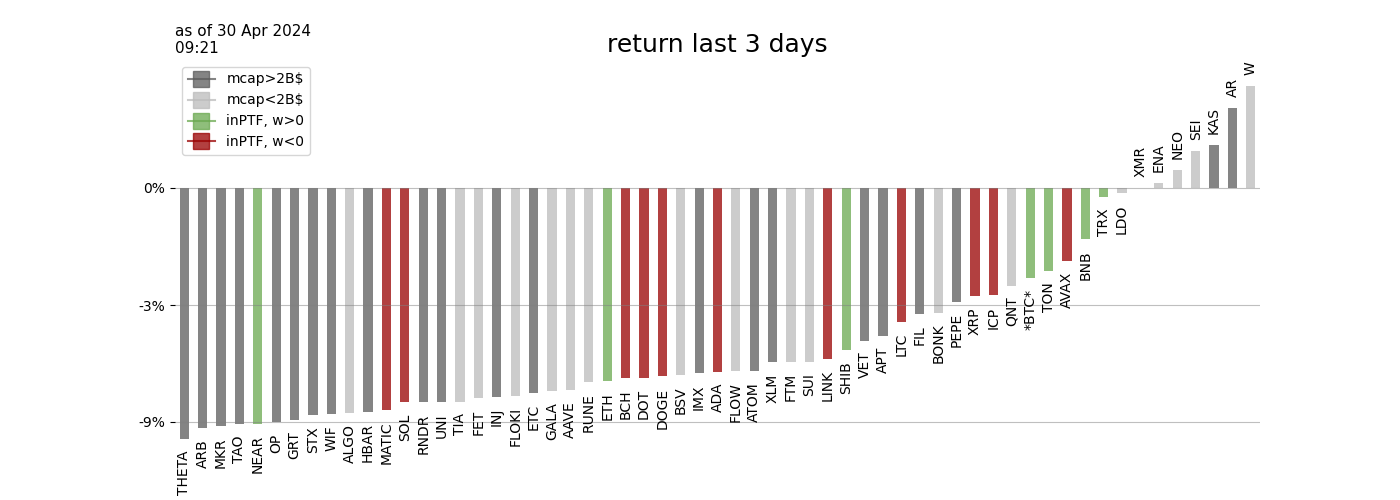 as of 30 Apr 2024
09:21
return last 3 days
mcap>2B$
mcap<2B$
inPTF, w>0
inPTF, w<0
0%
-3%
-9%
THETA
ARB
MKR
TAO
NEAR
OP
GRT
STX
WIF
ALGO
HBAR
MATIC
SOL
RNDR
UNI
TIA
FET
INJ
FLOKI
ETC
GALA
AAVE
RUNE
ETH
BCH
DOT
DOGE
BSV
IMX
ADA
FLOW
ATOM
XLM
FTM
SUI
LINK
SHIB
VET
APT
LTC
FIL
BONK
PEPE
XRP
ICP
QNT
*BTC*
TON
AVAX
BNB
TRX
LDO
XMR
ENA
NEO
SEI
KAS
AR
W